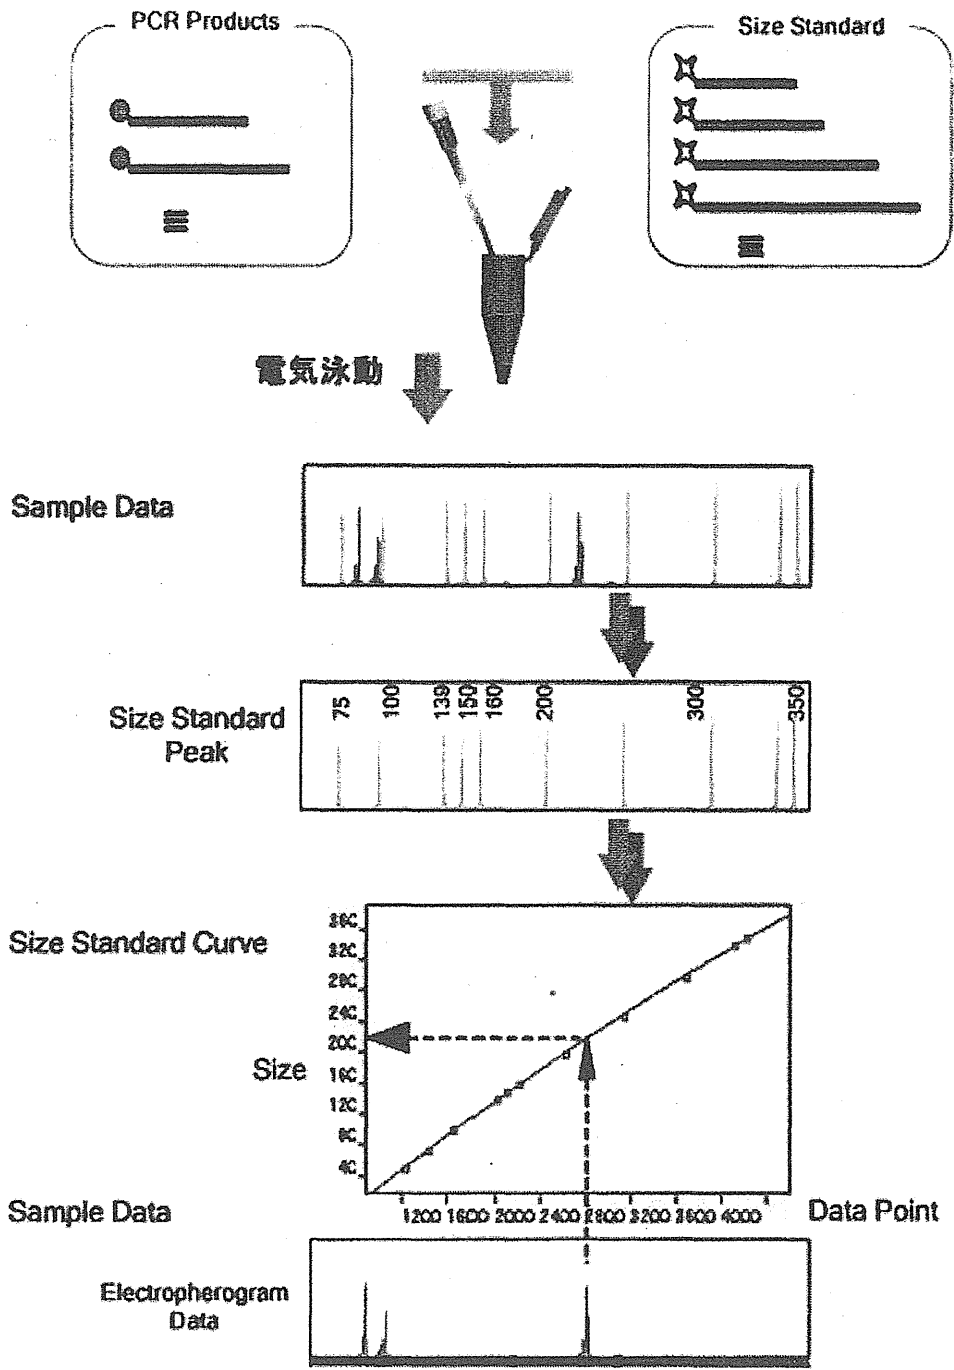 PCR Products
Size Standard
電気泳動
Sample Data
75 100 139 150 160 200 300 350
Size Standard
Peak
Size Standard Curve
Size
Sample Data
1200 1600 2000 2400 2800 3200 3600 4000
Data Point
Electropherogram
Data